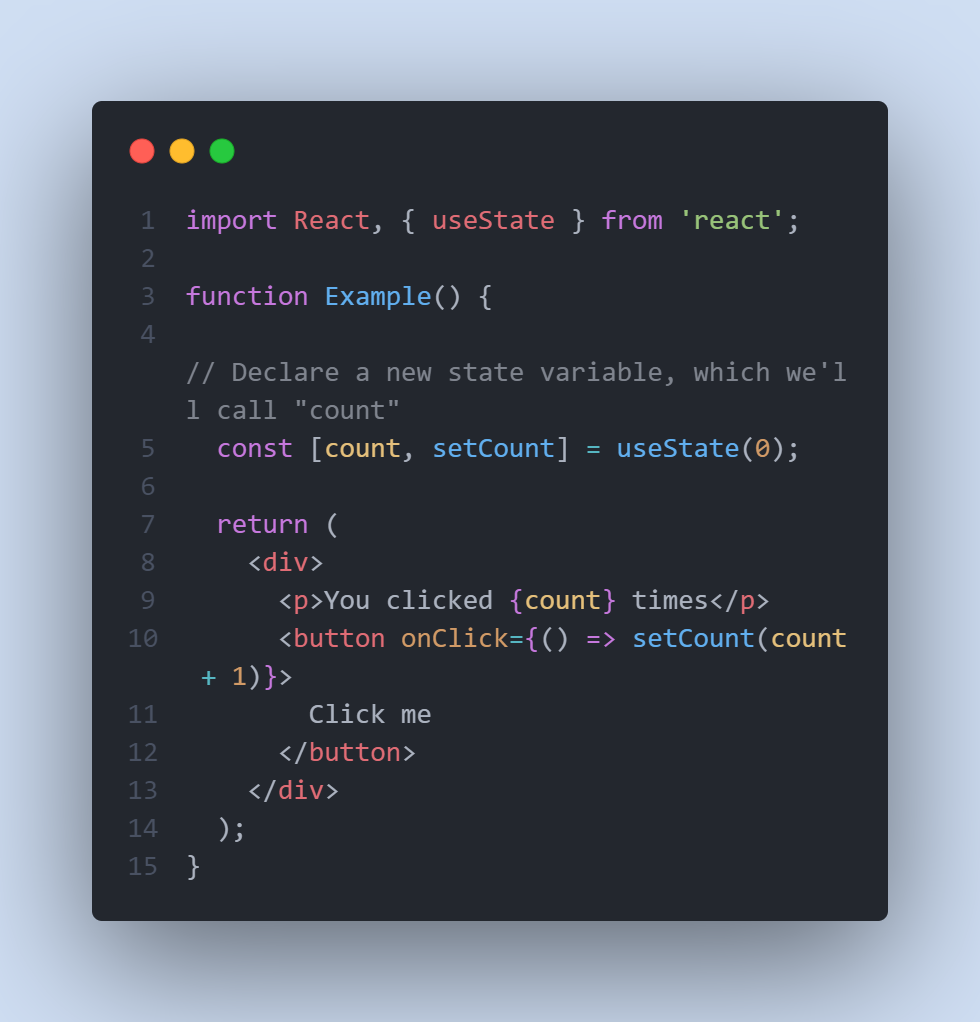 1 import React, { useState } from 'react';
2
3 function Example() {
4
// Declare a new state variable, which we'l
l call "count"
5   const [count, setCount] = useState(0);
6
7   return (
8     <div>
9       <p>You clicked {count} times</p>
10       <button onClick={() => setCount(count
 + 1)}>
11         Click me
12       </button>
13     </div>
14   );
15 }